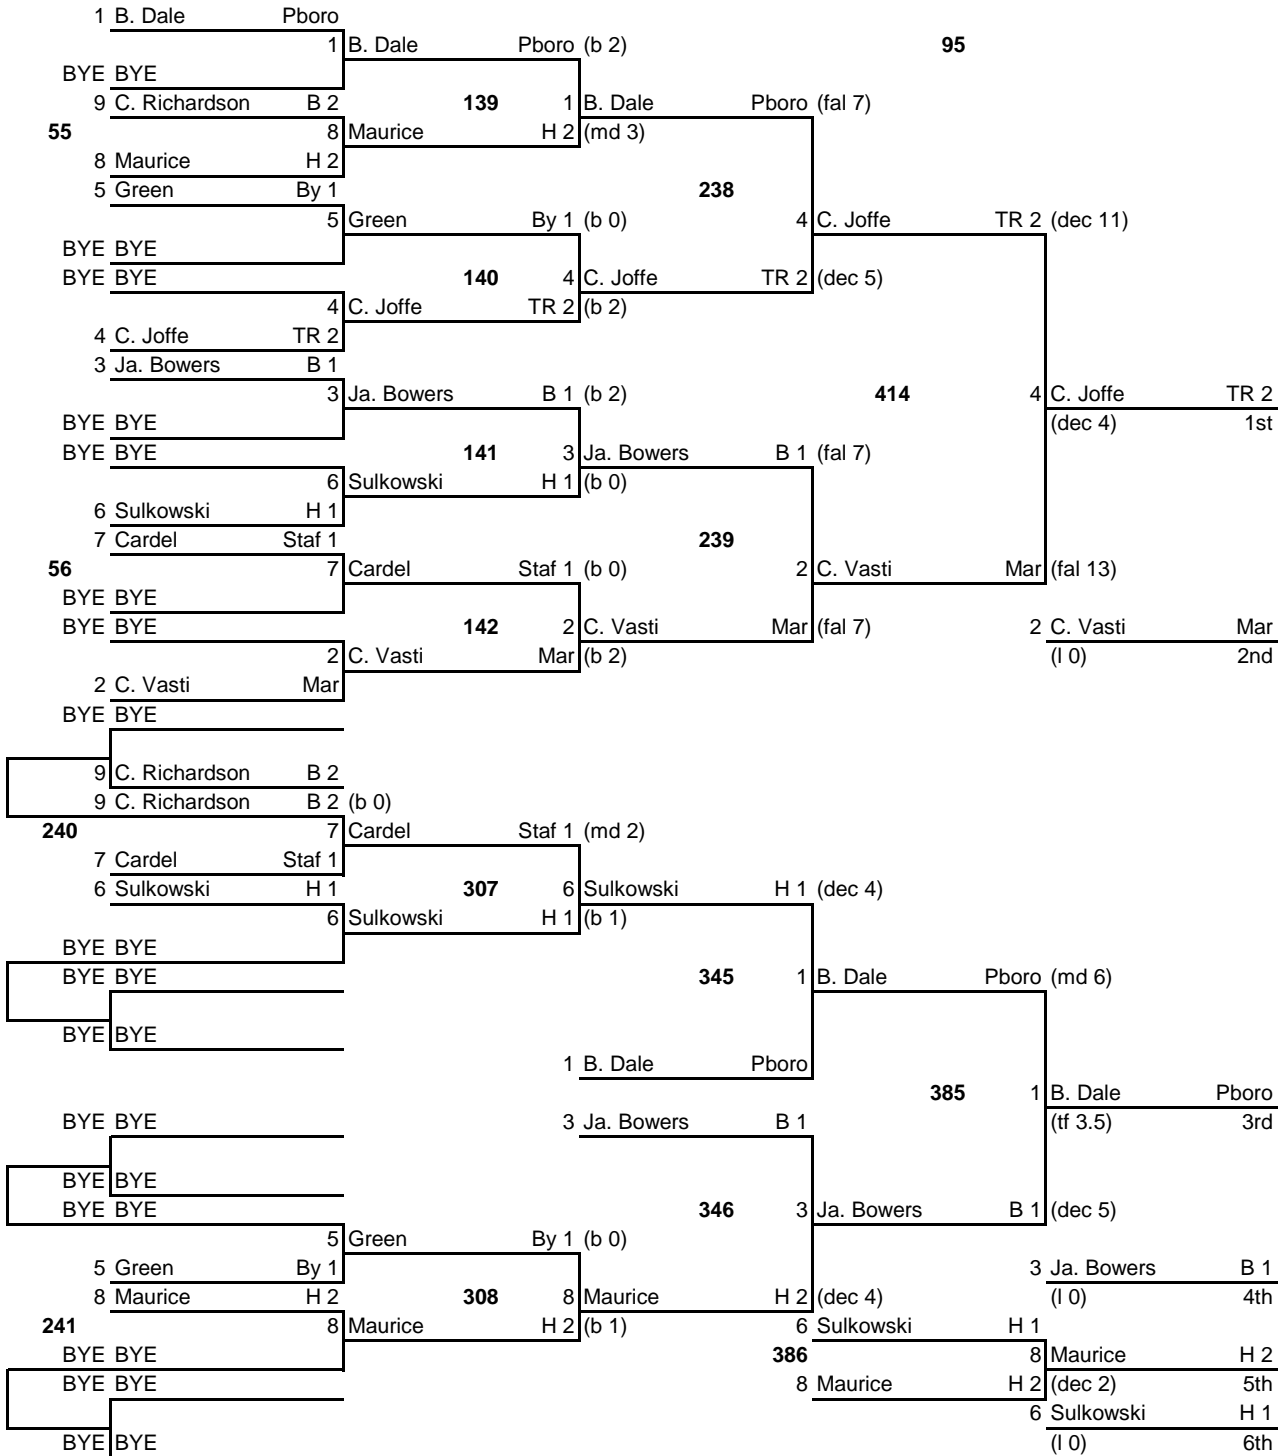 1 B. Dale Pboro
1 B. Dale Pboro (b 2) 95
BYE BYE
9 C. Richardson B 2 139 1 B. Dale Pboro (fal 7)
55 8 Maurice H 2 (md 3)
8 Maurice H 2
5 Green By 1 238
5 Green By 1 (b 0) 4 C. Joffe TR 2 (dec 11)
BYE BYE
BYE BYE 140 4 C. Joffe TR 2 (dec 5)
4 C. Joffe TR 2 (b 2)
4 C. Joffe TR 2
3 Ja. Bowers B 1
3 Ja. Bowers B 1 (b 2) 414 4 C. Joffe TR 2
BYE BYE (dec 4) 1st
BYE BYE 141 3 Ja. Bowers B 1 (fal 7)
6 Sulkowski H 1 (b 0)
6 Sulkowski H 1
7 Cardel Staf 1 239
56 7 Cardel Staf 1 (b 0) 2 C. Vasti Mar (fal 13)
BYE BYE
BYE BYE 142 2 C. Vasti Mar (fal 7) 2 C. Vasti Mar
2 C. Vasti Mar (b 2) (l 0) 2nd
2 C. Vasti Mar
BYE BYE
9 C. Richardson B 2
9 C. Richardson B 2 (b 0)
240 7 Cardel Staf 1 (md 2)
7 Cardel Staf 1
6 Sulkowski H 1 307 6 Sulkowski H 1 (dec 4)
6 Sulkowski H 1 (b 1)
BYE BYE
BYE BYE 345 1 B. Dale Pboro (md 6)
BYE BYE
1 B. Dale Pboro
385 1 B. Dale Pboro
BYE BYE 3 Ja. Bowers B 1 (tf 3.5) 3rd
BYE BYE
BYE BYE 346 3 Ja. Bowers B 1 (dec 5)
5 Green By 1 (b 0)
5 Green By 1 3 Ja. Bowers B 1
8 Maurice H 2 308 8 Maurice H 2 (dec 4) (l 0) 4th
241 8 Maurice H 2 (b 1) 6 Sulkowski H 1
BYE BYE 386 8 Maurice H 2
BYE BYE 8 Maurice H 2 (dec 2) 5th
6 Sulkowski H 1
BYE BYE (l 0) 6th